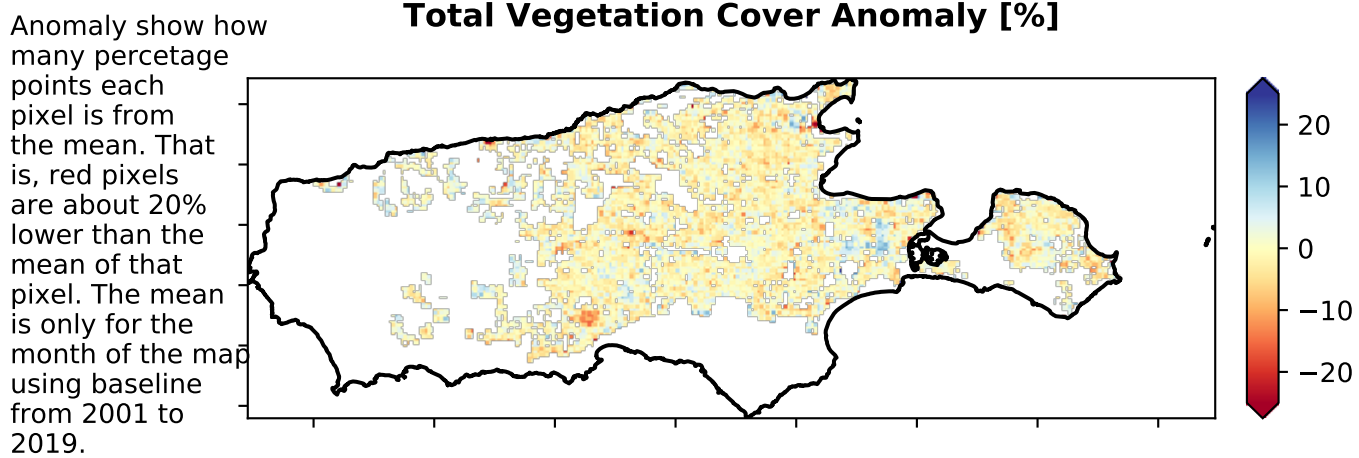 Total Vegetation Cover Anomaly [%]
Anomaly show how
many percetage
points each
pixel is from
the mean. That
is, red pixels
are about 20%
lower than the
mean of that
pixel. The mean
is only for the
month of the map
using baseline
from 2001 to
2019.
20
10
0
−10
−20